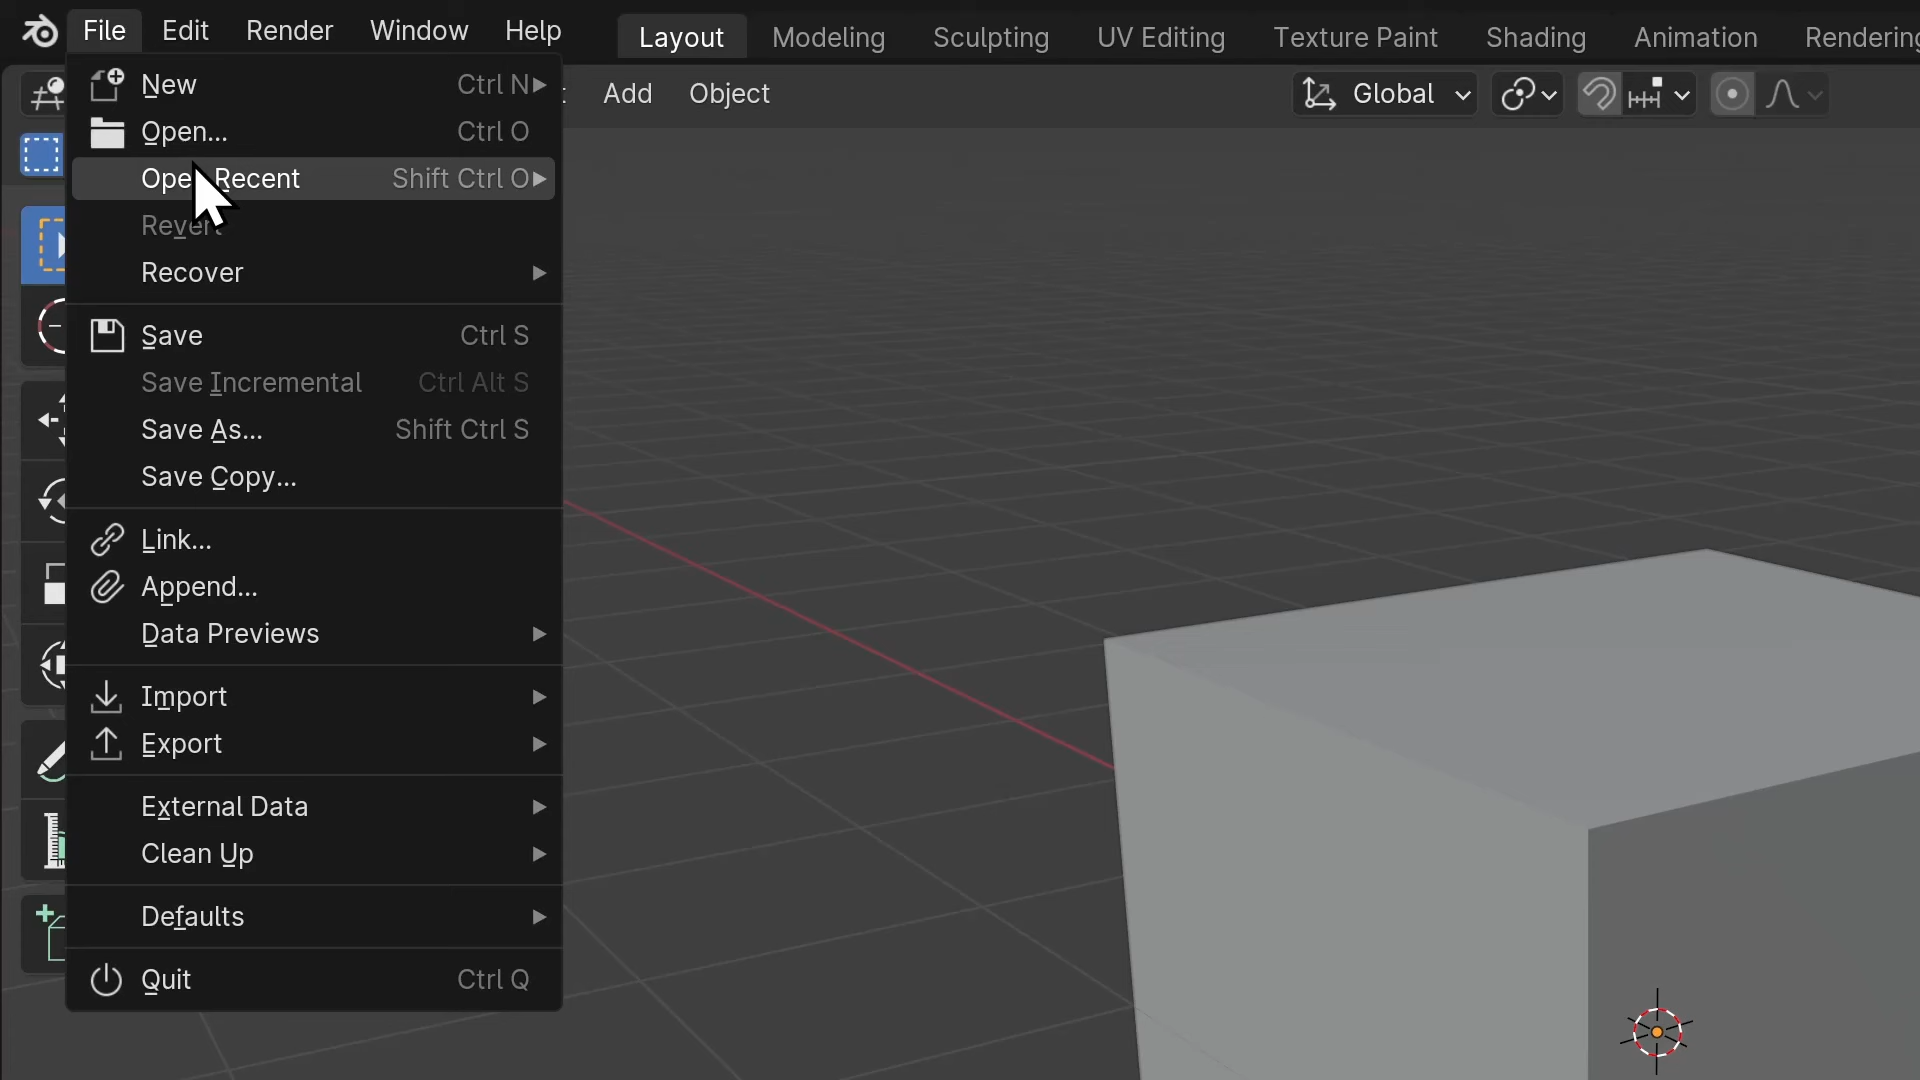 File Edit Render Window Help Layout Modeling Sculpting UV Editing Texture Paint Shading Animation Rendering
Add Object Global
New Ctrl N
Open... Ctrl O
Open Recent Shift Ctrl O
Revert
Recover
Save Ctrl S
Save Incremental Ctrl Alt S
Save As... Shift Ctrl S
Save Copy...
Link...
Append...
Data Previews
Import
Export
External Data
Clean Up
Defaults
Quit Ctrl Q